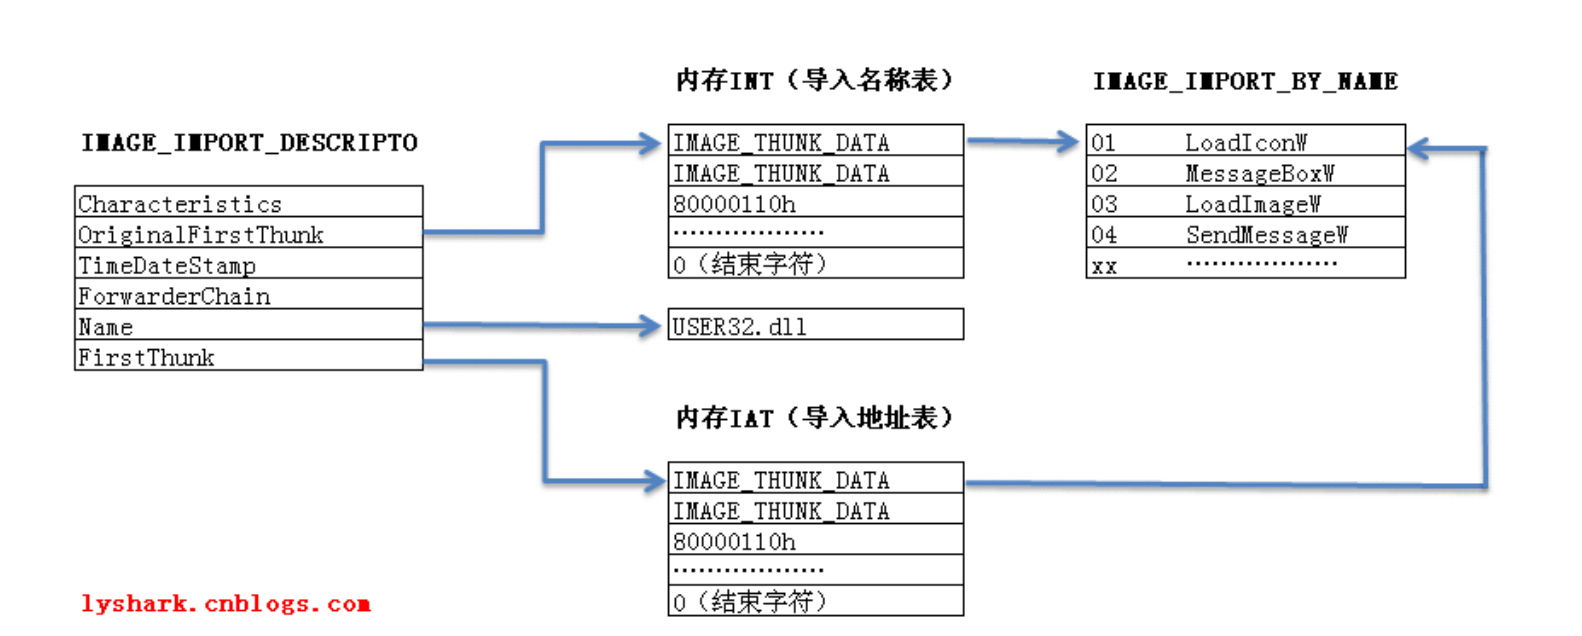 内存INT（导入名称表）
IMAGE_IMPORT_BY_NAME
IMAGE_IMPORT_DESCRIPTO
IMAGE_THUNK_DATA
IMAGE_THUNK_DATA
80000110h
………………
0（结束字符）
01 LoadIconW
02 MessageBoxW
03 LoadImageW
04 SendMessageW
xx ………………
Characteristics
OriginalFirstThunk
TimeDateStamp
ForwarderChain
Name
FirstThunk
USER32.dll
内存IAT（导入地址表）
IMAGE_THUNK_DATA
IMAGE_THUNK_DATA
80000110h
………………
0（结束字符）
lyshark.cnblogs.com